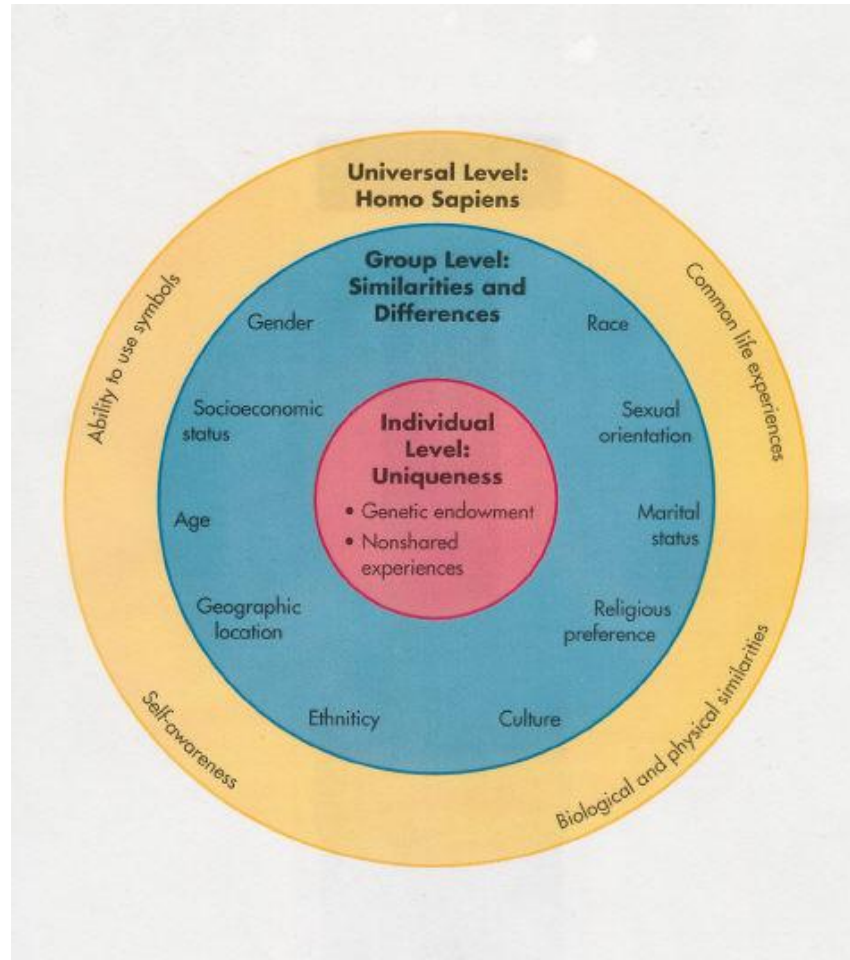 Universal Level:
Homo Sapiens
Ability to use symbols
Common life experiences
Self-awareness
Biological and physical similarities
Group Level:
Similarities and
Differences
Gender
Race
Socioeconomic
status
Sexual
orientation
Age
Marital
status
Geographic
location
Religious
preference
Ethniticy
Culture
Individual
Level:
Uniqueness
• Genetic endowment
• Nonshared
experiences